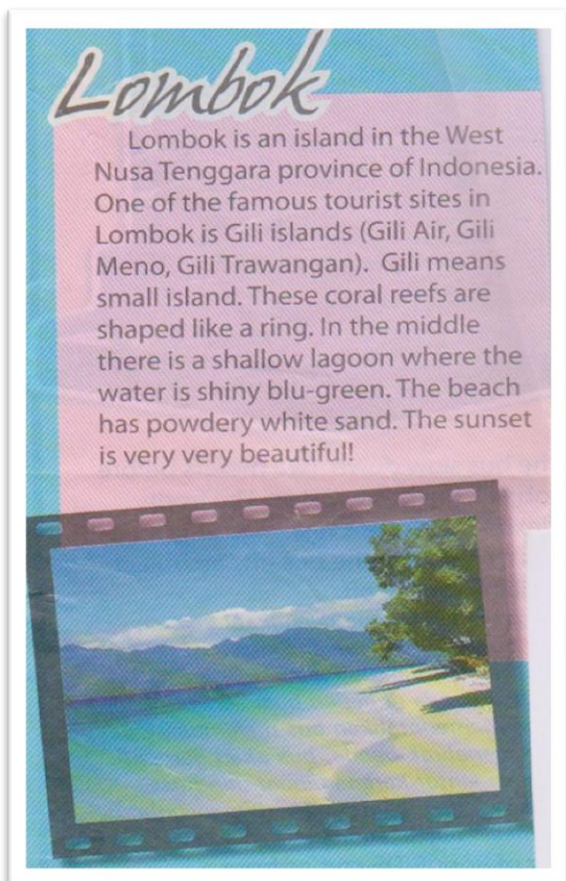 Lombok
Lombok is an island in the West
Nusa Tenggara province of Indonesia.
One of the famous tourist sites in
Lombok is Gili islands (Gili Air, Gili
Meno, Gili Trawangan). Gili means
small island. These coral reefs are
shaped like a ring. In the middle
there is a shallow lagoon where the
water is shiny blu-green. The beach
has powdery white sand. The sunset
is very very beautiful!